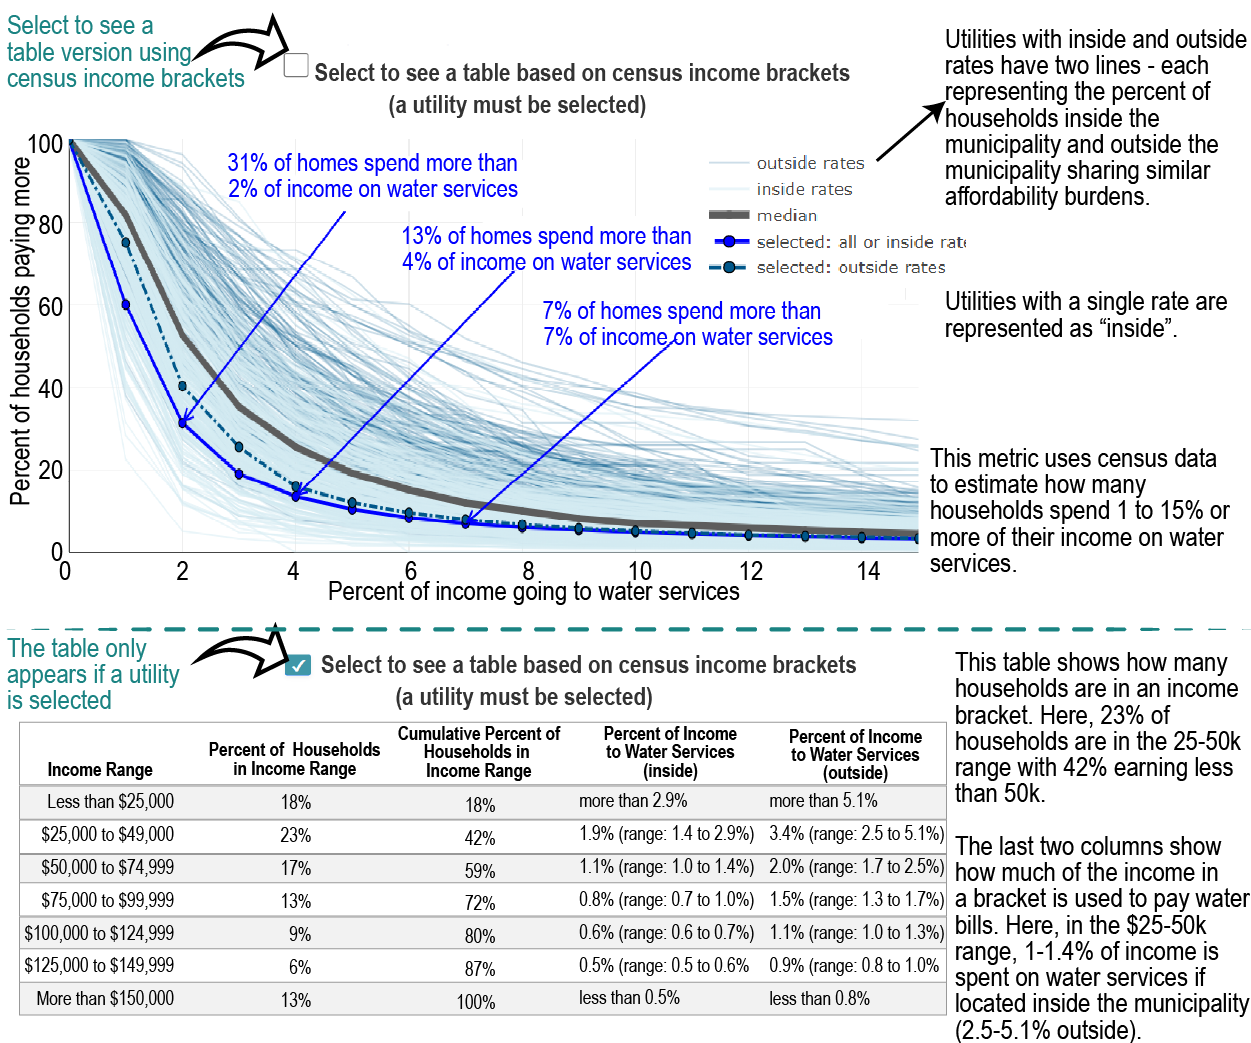 Select to see a
table version using
census income brackets
Select to see a table based on census income brackets
(a utility must be selected)
Utilities with inside and outside
rates have two lines - each
representing the percent of
households inside the
municipality and outside the
municipality sharing similar
affordability burdens.
Percent of households paying more
100
80
60
40
20
0
31% of homes spend more than
2% of income on water services
13% of homes spend more than
4% of income on water services
7% of homes spend more than
7% of income on water services
outside rates
inside rates
median
selected: all or inside rate
selected: outside rates
Utilities with a single rate are
represented as “inside”.
This metric uses census data
to estimate how many
households spend 1 to 15% or
more of their income on water
services.
0 2 4 6 8 10 12 14
Percent of income going to water services
The table only
appears if a utility
is selected
Select to see a table based on census income brackets
(a utility must be selected)
Income Range
Percent of Households
in Income Range
Cumulative Percent of
Households in
Income Range
Percent of Income
to Water Services
(inside)
Percent of Income
to Water Services
(outside)
Less than $25,000 18% 18% more than 2.9% more than 5.1%
$25,000 to $49,000 23% 42% 1.9% (range: 1.4 to 2.9%) 3.4% (range: 2.5 to 5.1%)
$50,000 to $74,999 17% 59% 1.1% (range: 1.0 to 1.4%) 2.0% (range: 1.7 to 2.5%)
$75,000 to $99,999 13% 72% 0.8% (range: 0.7 to 1.0%) 1.5% (range: 1.3 to 1.7%)
$100,000 to $124,999 9% 80% 0.6% (range: 0.6 to 0.7%) 1.1% (range: 1.0 to 1.3%)
$125,000 to $149,999 6% 87% 0.5% (range: 0.5 to 0.6% 0.9% (range: 0.8 to 1.0%
More than $150,000 13% 100% less than 0.5% less than 0.8%
This table shows how many
households are in an income
bracket. Here, 23% of
households are in the 25-50k
range with 42% earning less
than 50k.
The last two columns show
how much of the income in
a bracket is used to pay water
bills. Here, in the $25-50k
range, 1-1.4% of income is
spent on water services if
located inside the municipality
(2.5-5.1% outside).